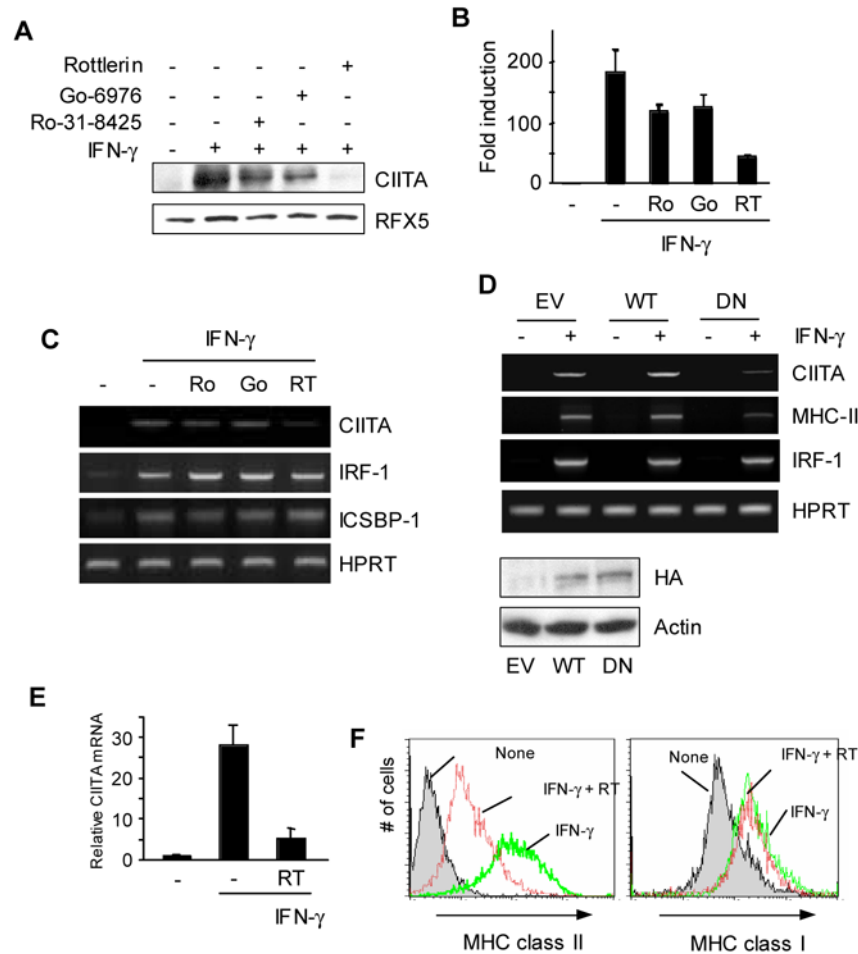 A
Rottlerin - - - - +
Go-6976 - - - + -
Ro-31-8425 - - + - -
IFN-γ - + + + +
CIITA
RFX5
B
Fold induction
200
100
0
- - Ro Go RT
IFN-γ
C
IFN-γ
- - Ro Go RT
CIITA
IRF-1
ICSBP-1
HPRT
D
EV WT DN
- + - + - + IFN-γ
CIITA
MHC-II
IRF-1
HPRT
HA
Actin
EV WT DN
E
Relative CIITA mRNA
30
20
10
0
- - RT
IFN-γ
F
# of cells
None
IFN-γ + RT
IFN-γ
MHC class II
None
IFN-γ + RT
IFN-γ
MHC class I